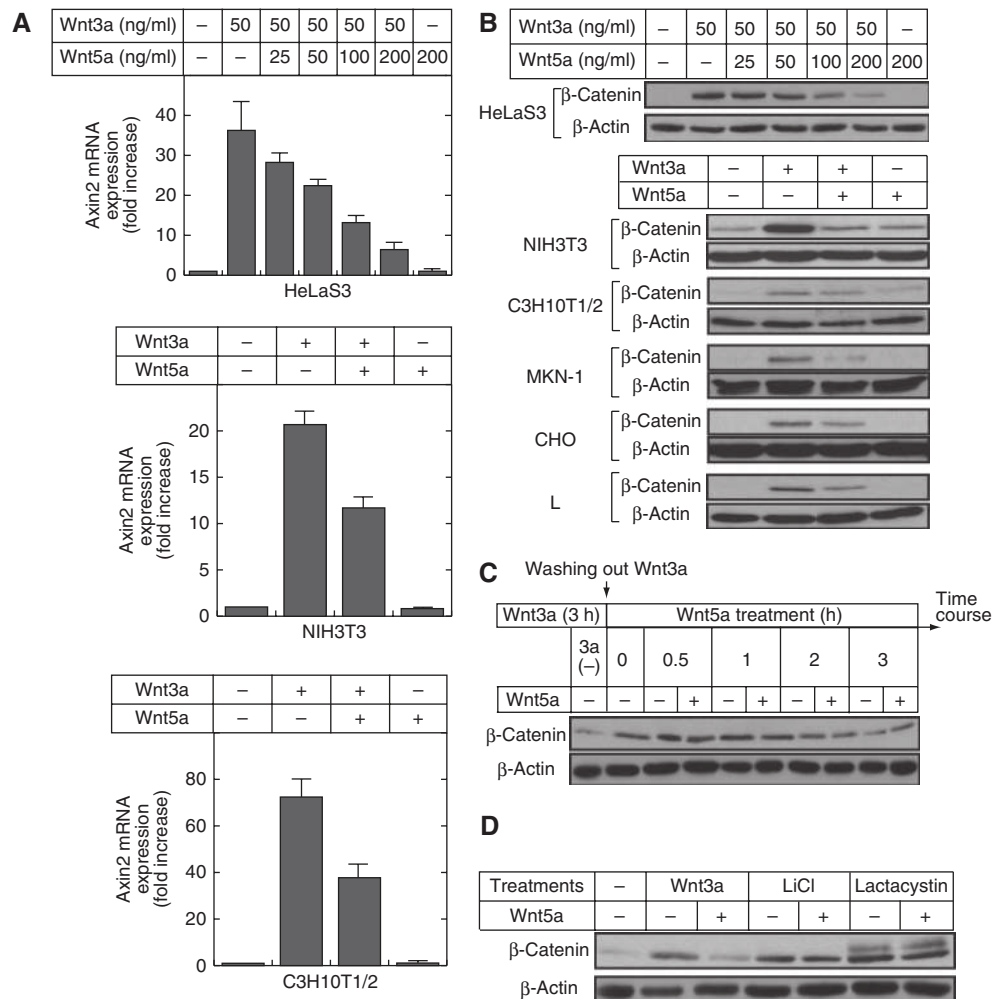 A
Wnt3a (ng/ml) – 50 50 50 50 50 –
Wnt5a (ng/ml) – – 25 50 100 200 200
Axin2 mRNA
expression
(fold increase)
40
30
20
10
0
HeLaS3
Wnt3a – + + –
Wnt5a – – + +
Axin2 mRNA
expression
(fold increase)
20
15
10
5
0
NIH3T3
Wnt3a – + + –
Wnt5a – – + +
Axin2 mRNA
expression
(fold increase)
80
60
40
20
0
C3H10T1/2
B
Wnt3a (ng/ml) – 50 50 50 50 50 –
Wnt5a (ng/ml) – – 25 50 100 200 200
HeLaS3
β-Catenin
β-Actin
Wnt3a – + + –
Wnt5a – – + +
NIH3T3
β-Catenin
β-Actin
C3H10T1/2
β-Catenin
β-Actin
MKN-1
β-Catenin
β-Actin
CHO
β-Catenin
β-Actin
L
β-Catenin
β-Actin
C
Washing out Wnt3a
Wnt3a (3 h) Wnt5a treatment (h)
Time
course
3a
(–) 0 0.5 1 2 3
Wnt5a – – – + – + – + – +
β-Catenin
β-Actin
D
Treatments – Wnt3a LiCl Lactacystin
Wnt5a – – + – + – +
β-Catenin
β-Actin